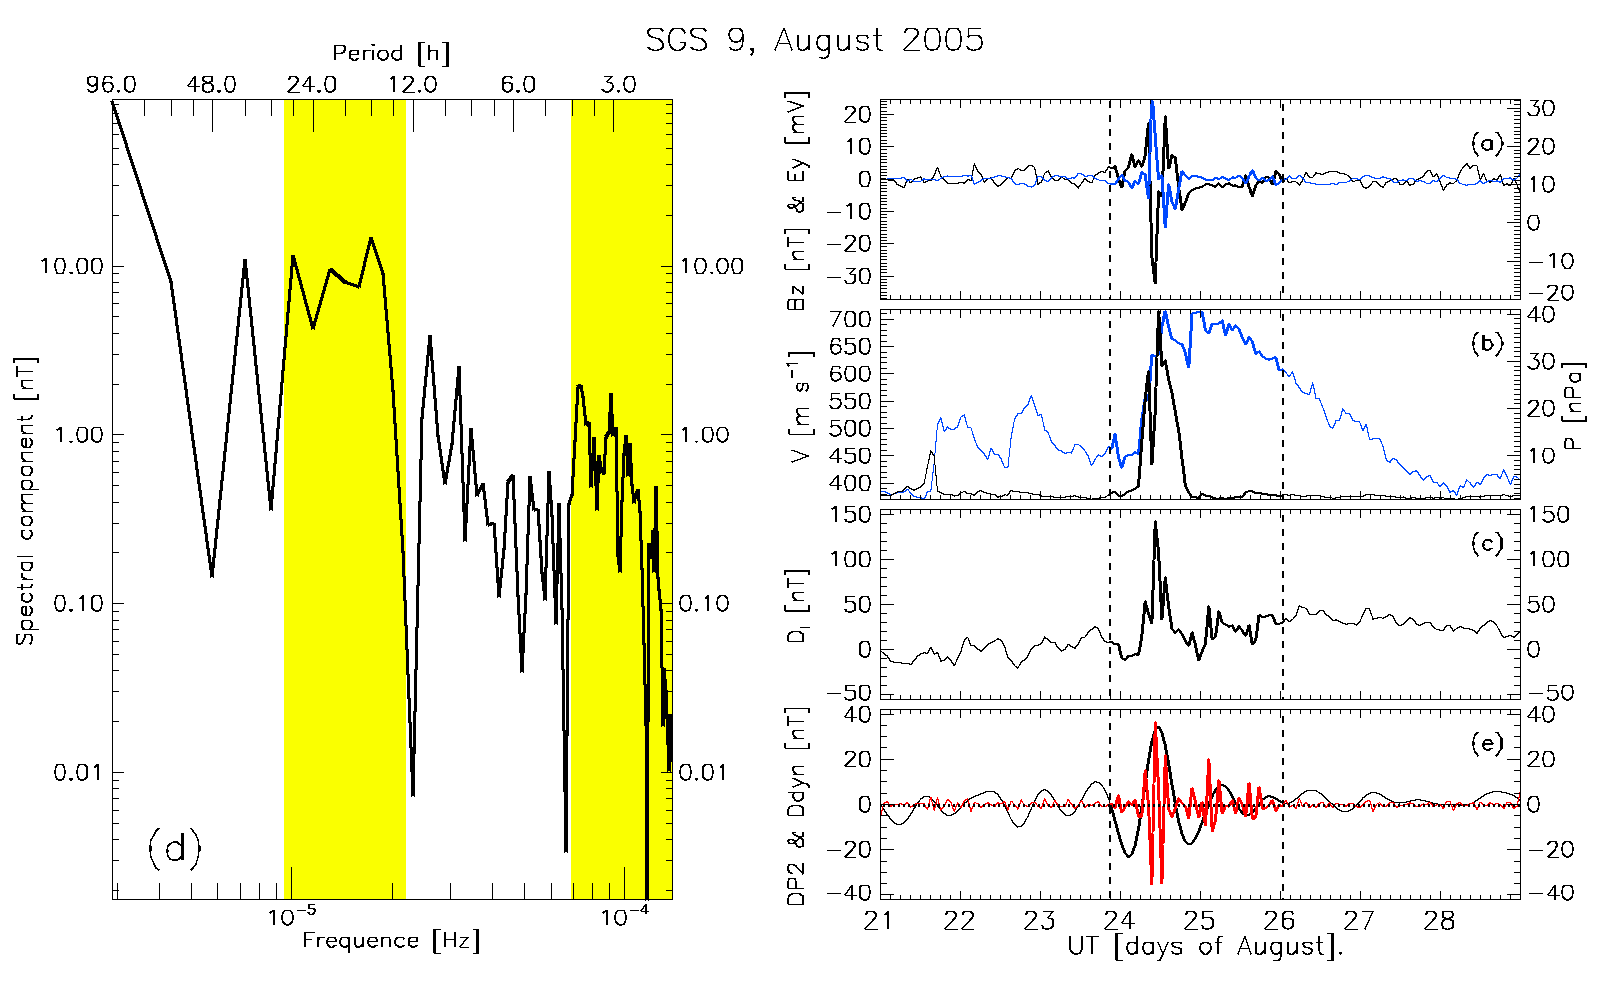 SGS 9, August 2005
Period [h]
96.0 48.0 24.0 12.0 6.0 3.0
10.00 10.00
1.00 1.00
0.10 0.10
0.01 0.01
Spectral component [nT]
(d)
10⁻⁵ 10⁻⁴
Frequence [Hz]
Bz [nT] & Ey [mV]
20
10
0
−10
−20
−30
(a)
30
20
10
0
−10
−20
V [m s⁻¹]
700
650
600
550
500
450
400
(b)
40
30
20
10
P [nPa]
D_I [nT]
150 150
100 100
50 50
0 0
−50 −50
(c)
DP2 & Ddyn [nT]
40 40
20 20
0 0
−20 −20
−40 −40
(e)
21 22 23 24 25 26 27 28
UT [days of August].